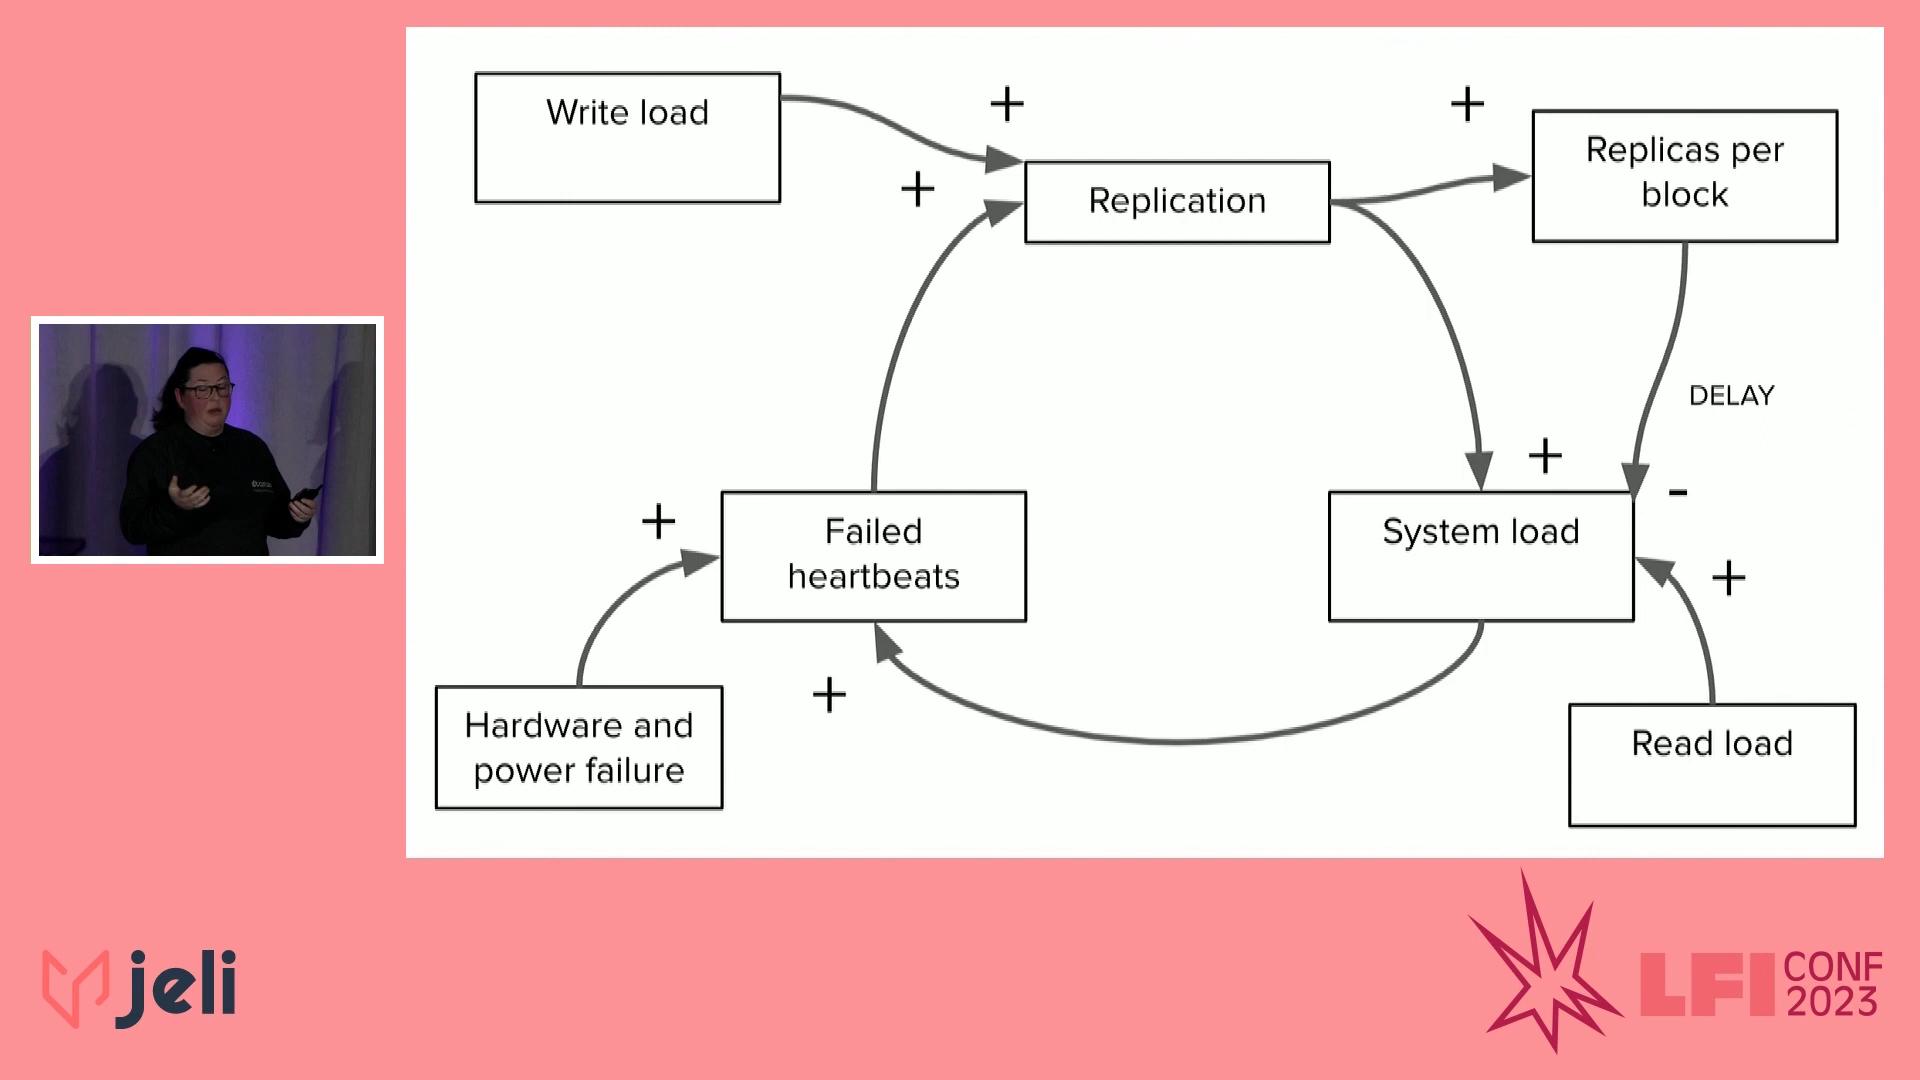 Write load
+
+
Replicas per
block
Replication
+
DELAY
+
-
Failed
heartbeats
+
System load
+
+
Hardware and
power failure
Read load
jeli
LFI
CONF
2023